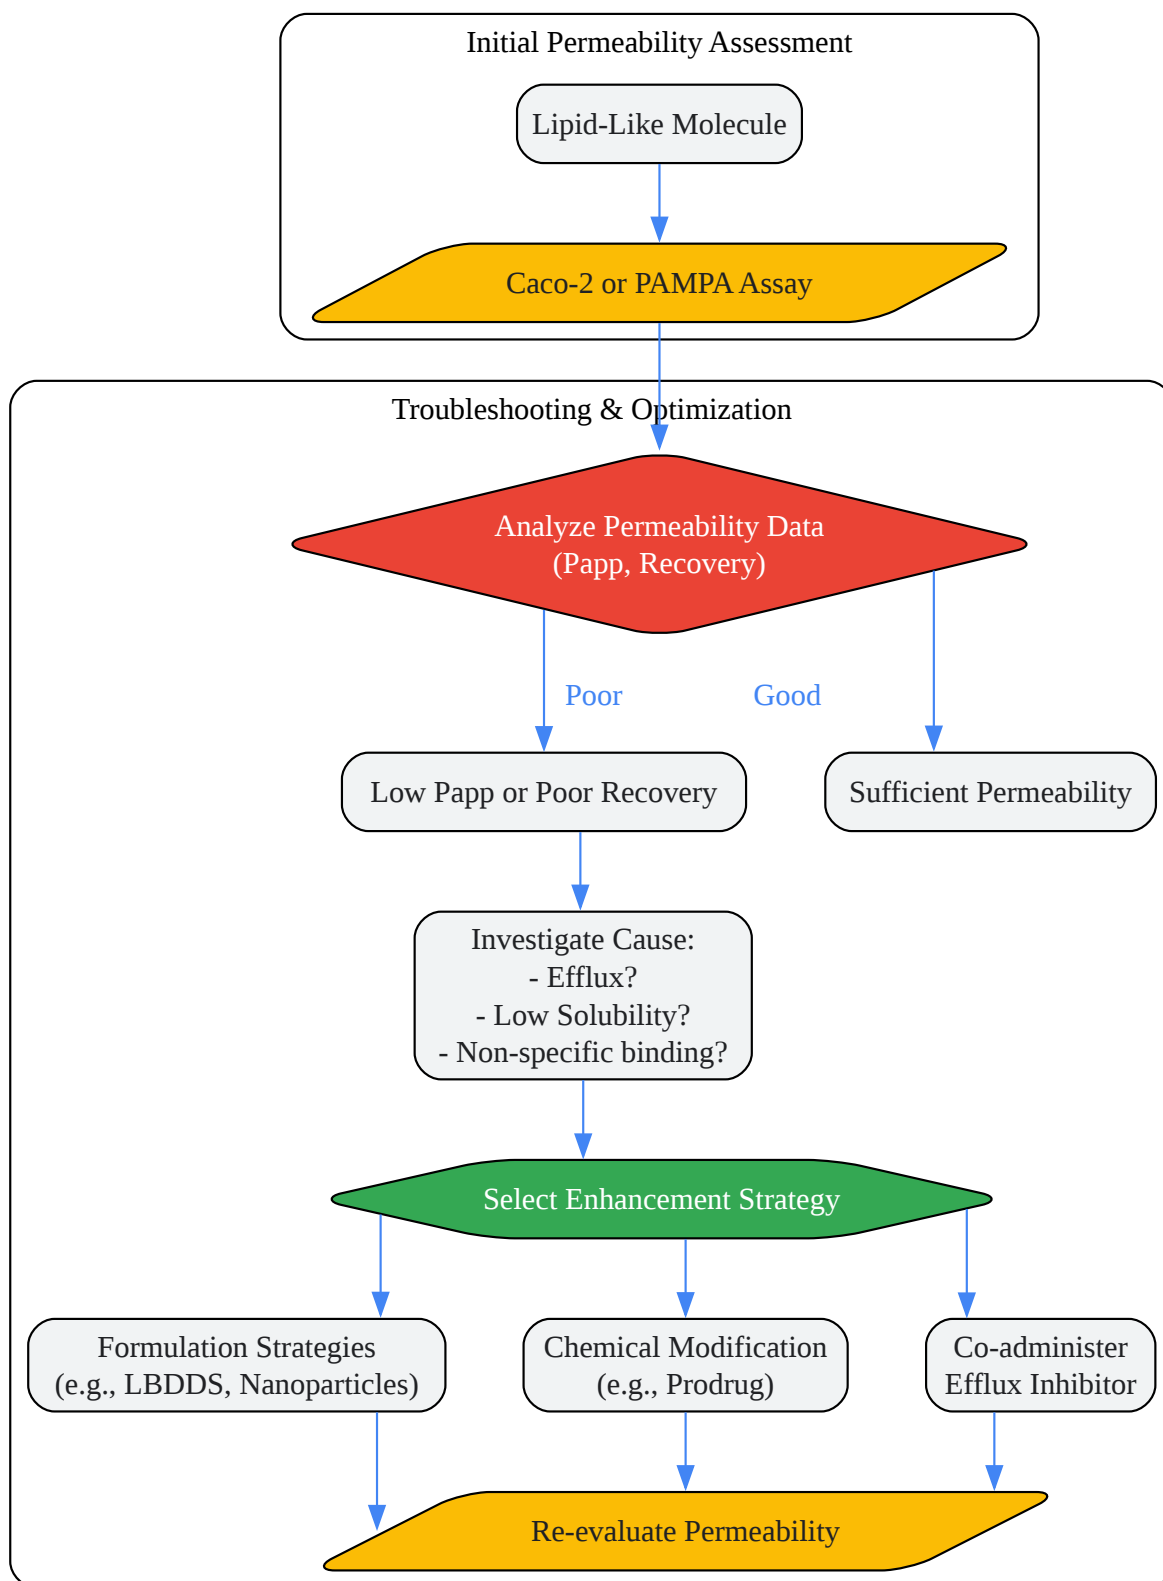 Initial Permeability Assessment
Lipid-Like Molecule
Caco-2 or PAMPA Assay
Troubleshooting & Optimization
Analyze Permeability Data
(Papp, Recovery)
Poor
Good
Low Papp or Poor Recovery
Sufficient Permeability
Investigate Cause:
- Efflux?
- Low Solubility?
- Non-specific binding?
Select Enhancement Strategy
Formulation Strategies
(e.g., LBDDS, Nanoparticles)
Chemical Modification
(e.g., Prodrug)
Co-administer
Efflux Inhibitor
Re-evaluate Permeability